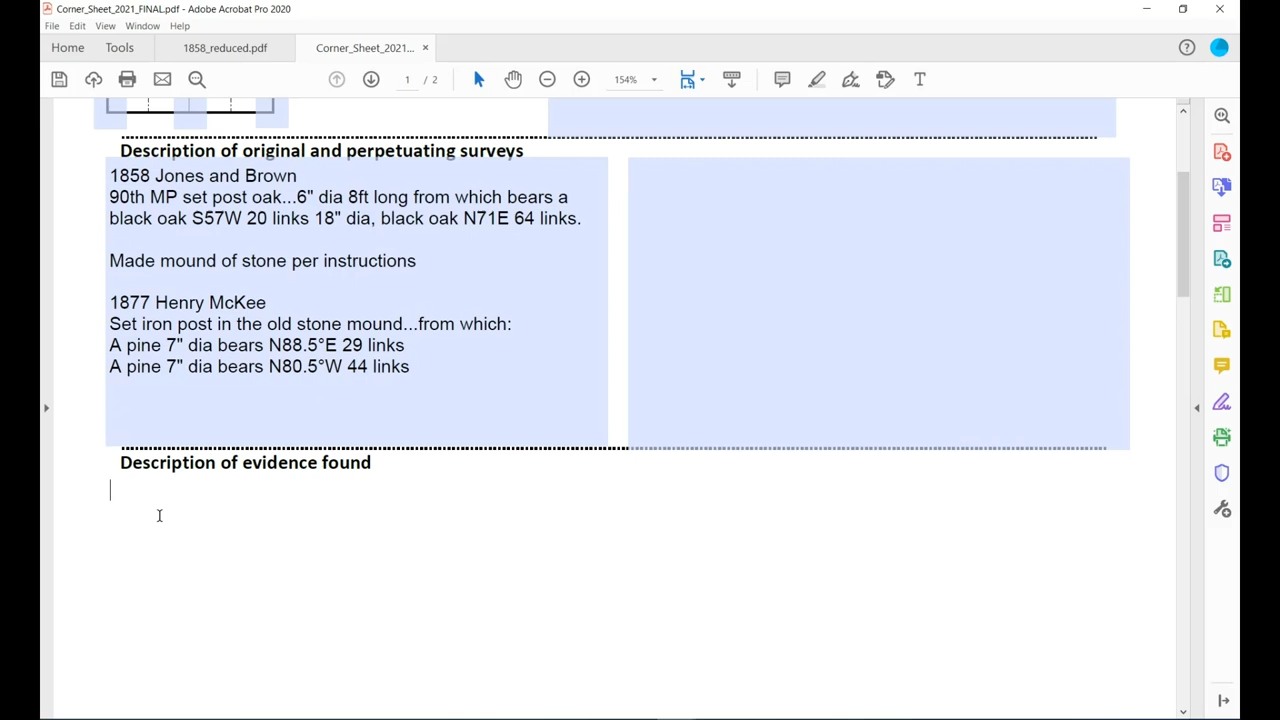 Corner_Sheet_2021_FINAL.pdf - Adobe Acrobat Pro 2020
File Edit View Window Help
Home Tools 1858_reduced.pdf Corner_Sheet_2021... ×
1 / 2 154%
Description of original and perpetuating surveys
1858 Jones and Brown
90th MP set post oak...6" dia 8ft long from which bears a
black oak S57W 20 links 18" dia, black oak N71E 64 links.
Made mound of stone per instructions
1877 Henry McKee
Set iron post in the old stone mound...from which:
A pine 7" dia bears N88.5°E 29 links
A pine 7" dia bears N80.5°W 44 links
Description of evidence found